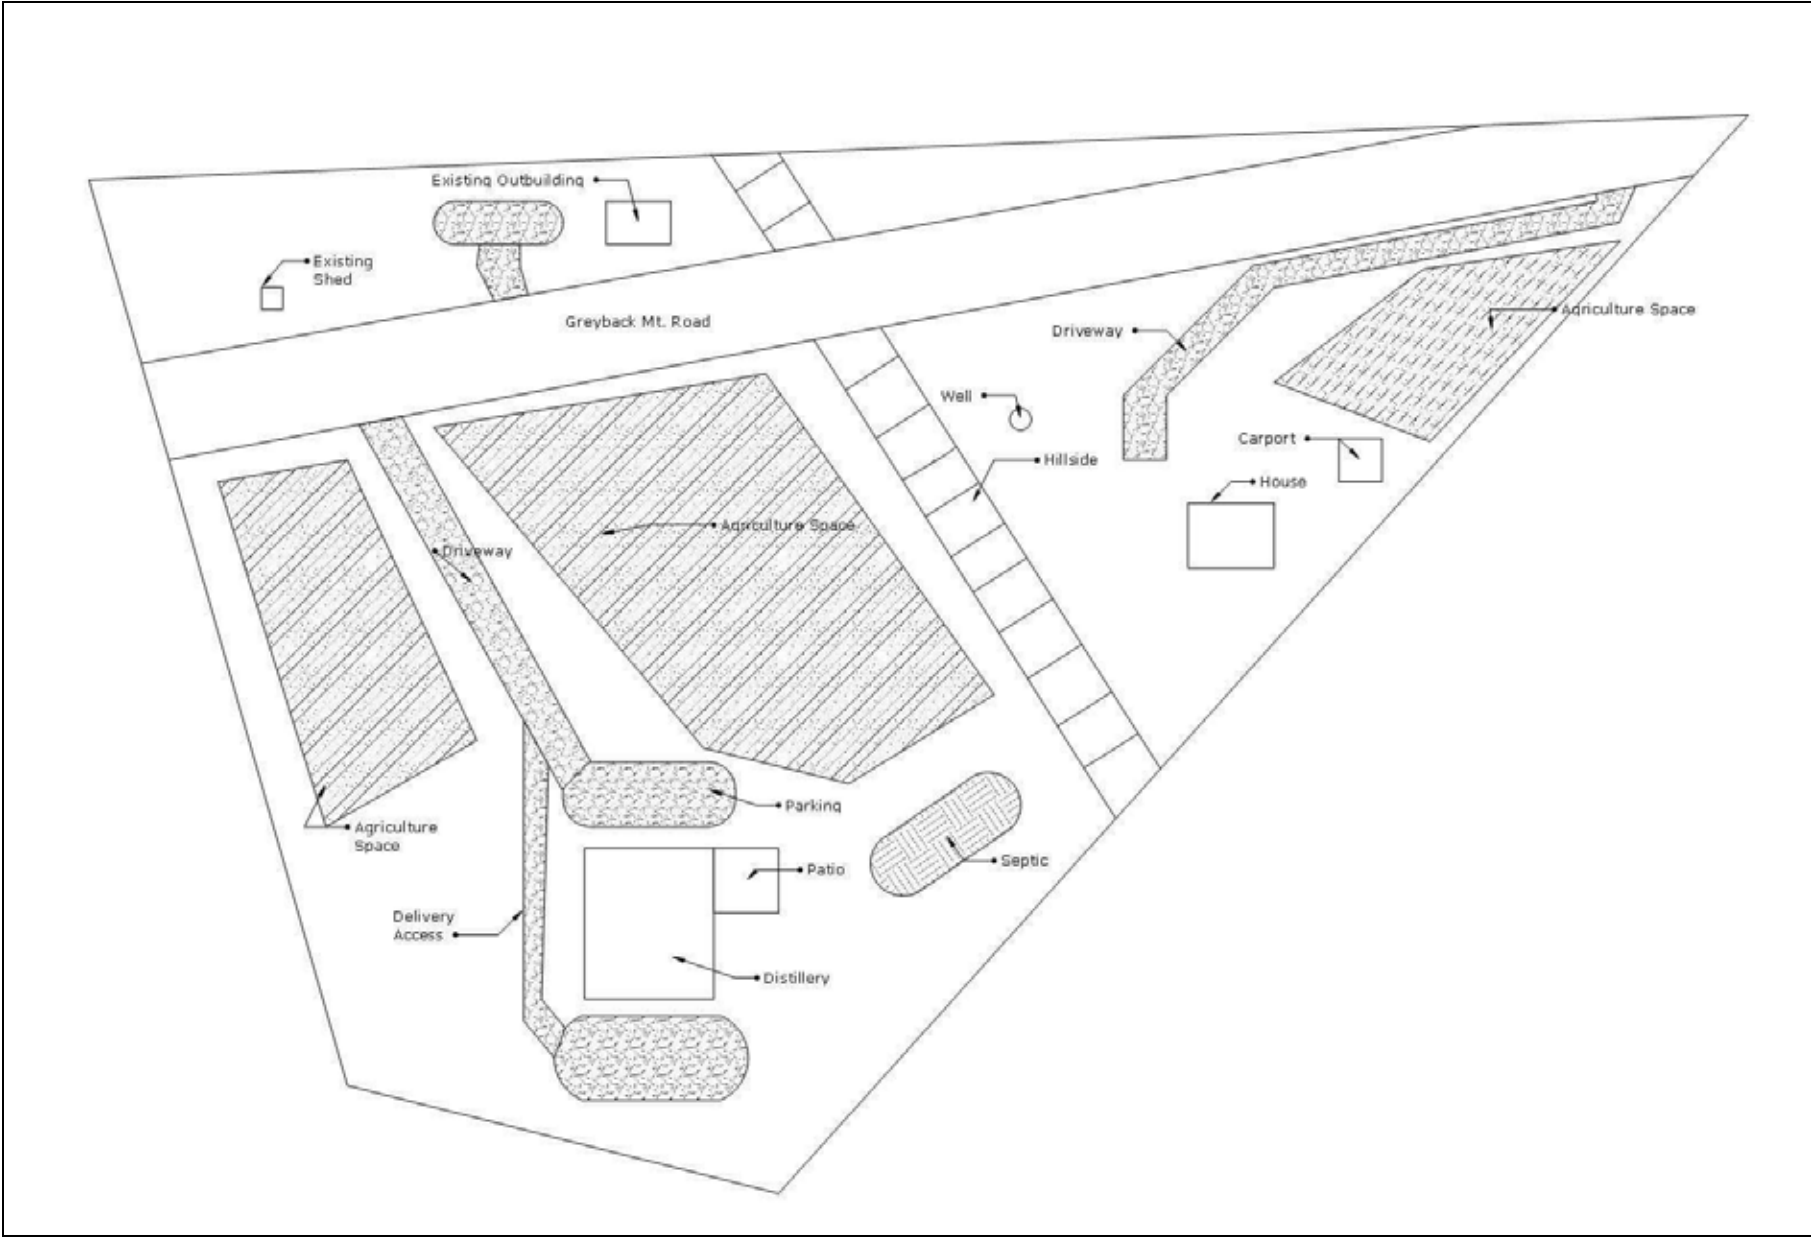 Existing Outbuilding
Existing
Shed
Greyback Mt. Road
Agriculture Space
Driveway
Well
Carport
Hillside
House
Agriculture Space
Driveway
Parking
Agriculture
Space
Septic
Patio
Delivery
Access
Distillery